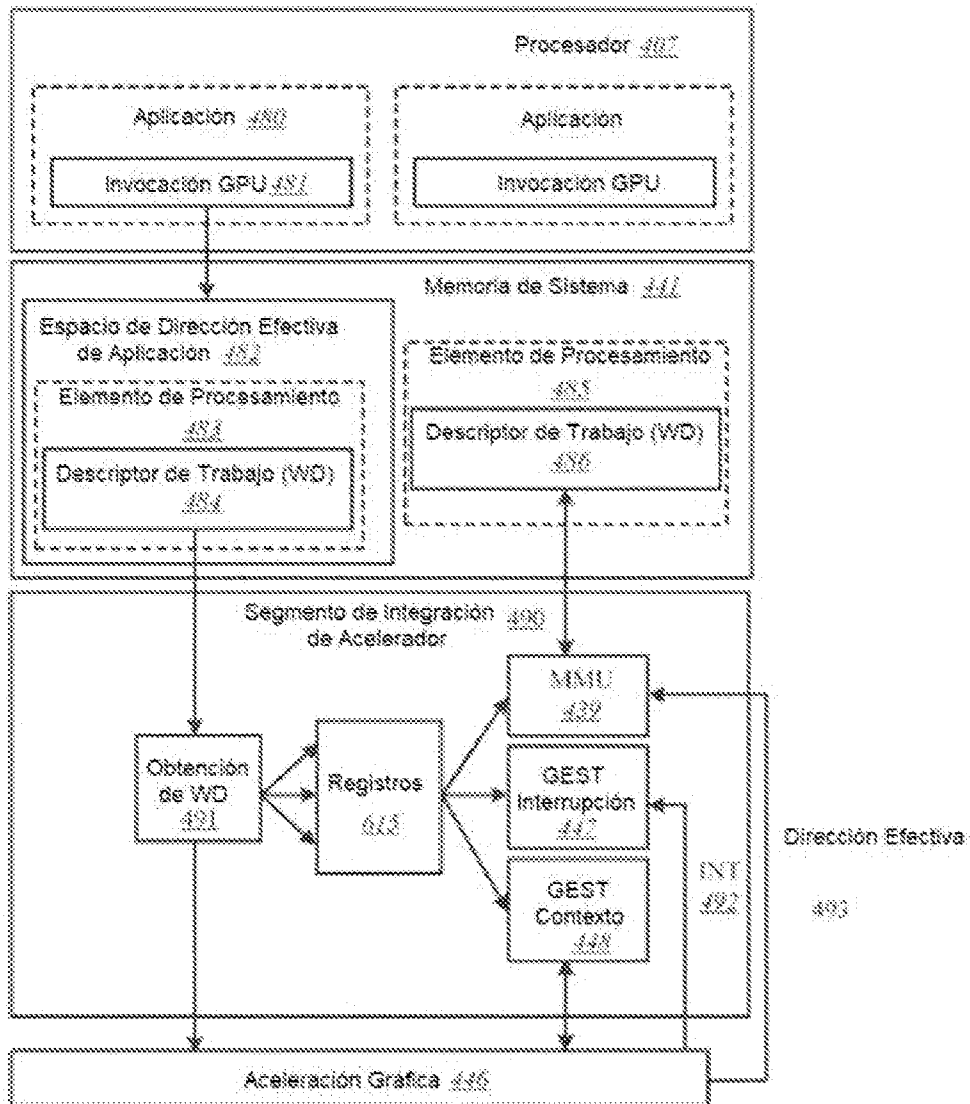 Procesador 407
Aplicación 480
Invocación GPU 481
Aplicación
Invocación GPU
Memoria de Sistema 441
Espacio de Dirección Efectiva
de Aplicación 482
Elemento de Procesamiento
483
Descriptor de Trabajo (WD)
484
Elemento de Procesamiento
485
Descriptor de Trabajo (WD)
486
Segmento de Integración
de Acelerador 490
MMU
439
Obtención
de WD
491
Registros
615
GEST
Interrupción
447
GEST
Contexto
448
INT
492
Dirección Efectiva
493
Aceleración Gráfica 446